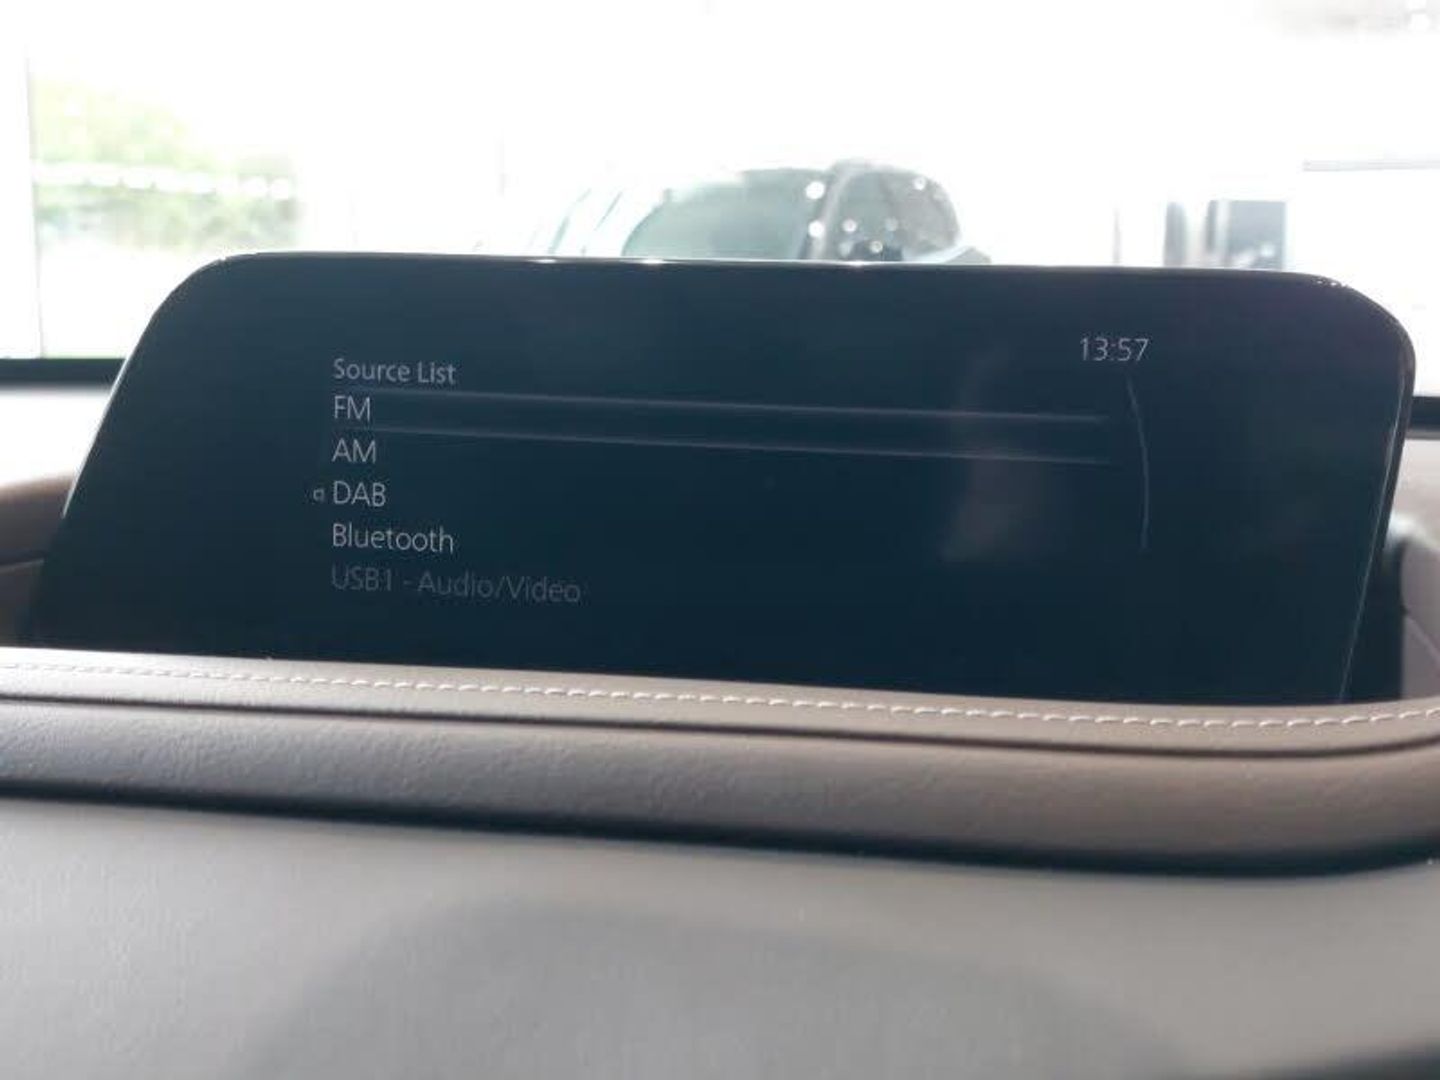 13:57
Source List
FM
AM
DAB
Bluetooth
USB1 - Audio/Video